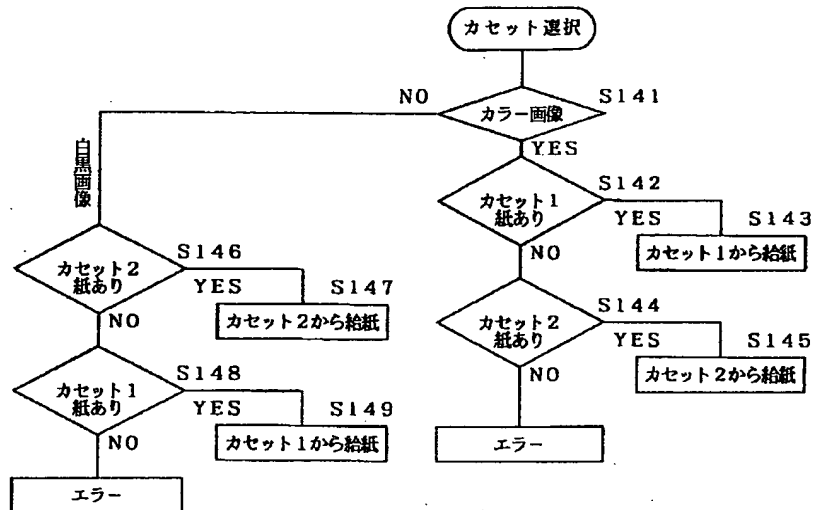 カセット選択
NO
カラー画像
S141
YES
白黒画像
カセット1
紙あり
S142
YES
S143
カセット1から給紙
NO
カセット2
紙あり
S146
YES
S147
カセット2から給紙
NO
カセット2
紙あり
S144
YES
S145
カセット2から給紙
NO
カセット1
紙あり
S148
YES
S149
カセット1から給紙
NO
エラー
エラー